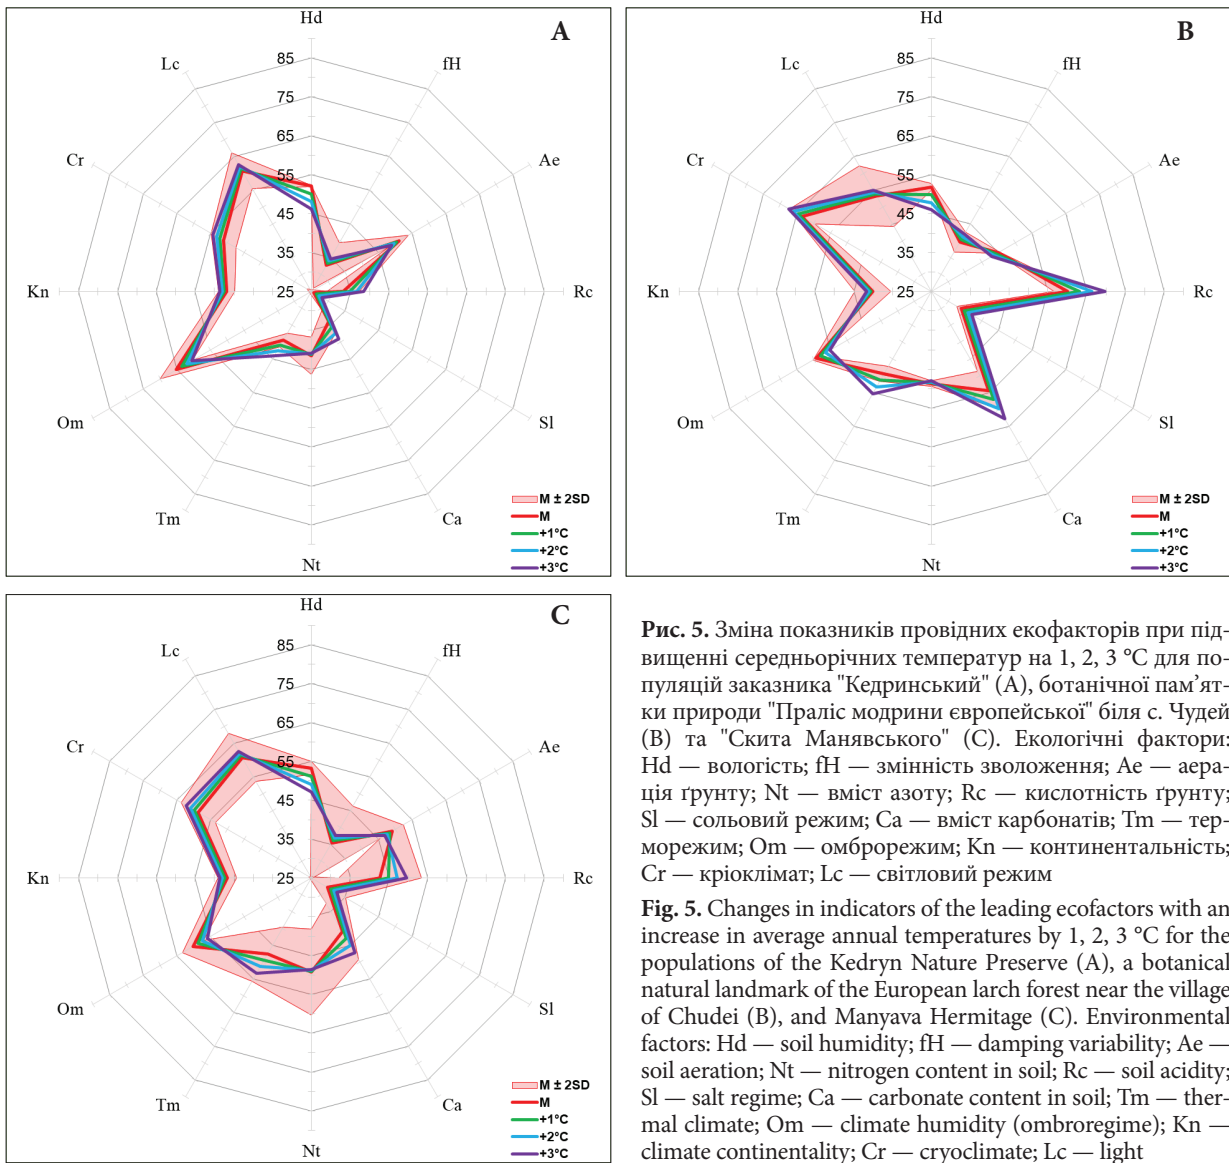 A
Hd
fH
Ae
Rc
Sl
Ca
Nt
Tm
Om
Kn
Cr
Lc
85
75
65
55
45
35
25
M ± 2SD
M
+1°C
+2°C
+3°C
B
Hd
fH
Ae
Rc
Sl
Ca
Nt
Tm
Om
Kn
Cr
Lc
85
75
65
55
45
35
25
M ± 2SD
M
+1°C
+2°C
+3°C
C
Hd
fH
Ae
Rc
Sl
Ca
Nt
Tm
Om
Kn
Cr
Lc
85
75
65
55
45
35
25
M ± 2SD
M
+1°C
+2°C
+3°C
Рис. 5. Зміна показників провідних екофакторів при під-
вищенні середньорічних температур на 1, 2, 3 °С для по-
пуляцій заказника "Кедринський" (А), ботанічної пам’ят-
ки природи "Праліс модрини європейської" біля с. Чудей
(В) та "Скита Манявського" (С). Екологічні фактори:
Hd — вологість; fH — змінність зволоження; Ae — аера-
ція ґрунту; Nt — вміст азоту; Rc — кислотність ґрунту;
Sl — сольовий режим; Ca — вміст карбонатів; Tm — тер-
морежим; Om — омброрежим; Kn — континентальність;
Cr — кріоклімат; Lc — світловий режим
Fig. 5. Changes in indicators of the leading ecofactors with an
increase in average annual temperatures by 1, 2, 3 °C for the
populations of the Kedryn Nature Preserve (A), a botanical
natural landmark of the European larch forest near the village
of Chudei (B), and Manyava Hermitage (C). Environmental
factors: Hd — soil humidity; fH — damping variability; Ae —
soil aeration; Nt — nitrogen content in soil; Rc — soil acidity;
Sl — salt regime; Ca — carbonate content in soil; Tm — ther-
mal climate; Om — climate humidity (ombroregime); Kn —
climate continentality; Cr — cryoclimate; Lc — light